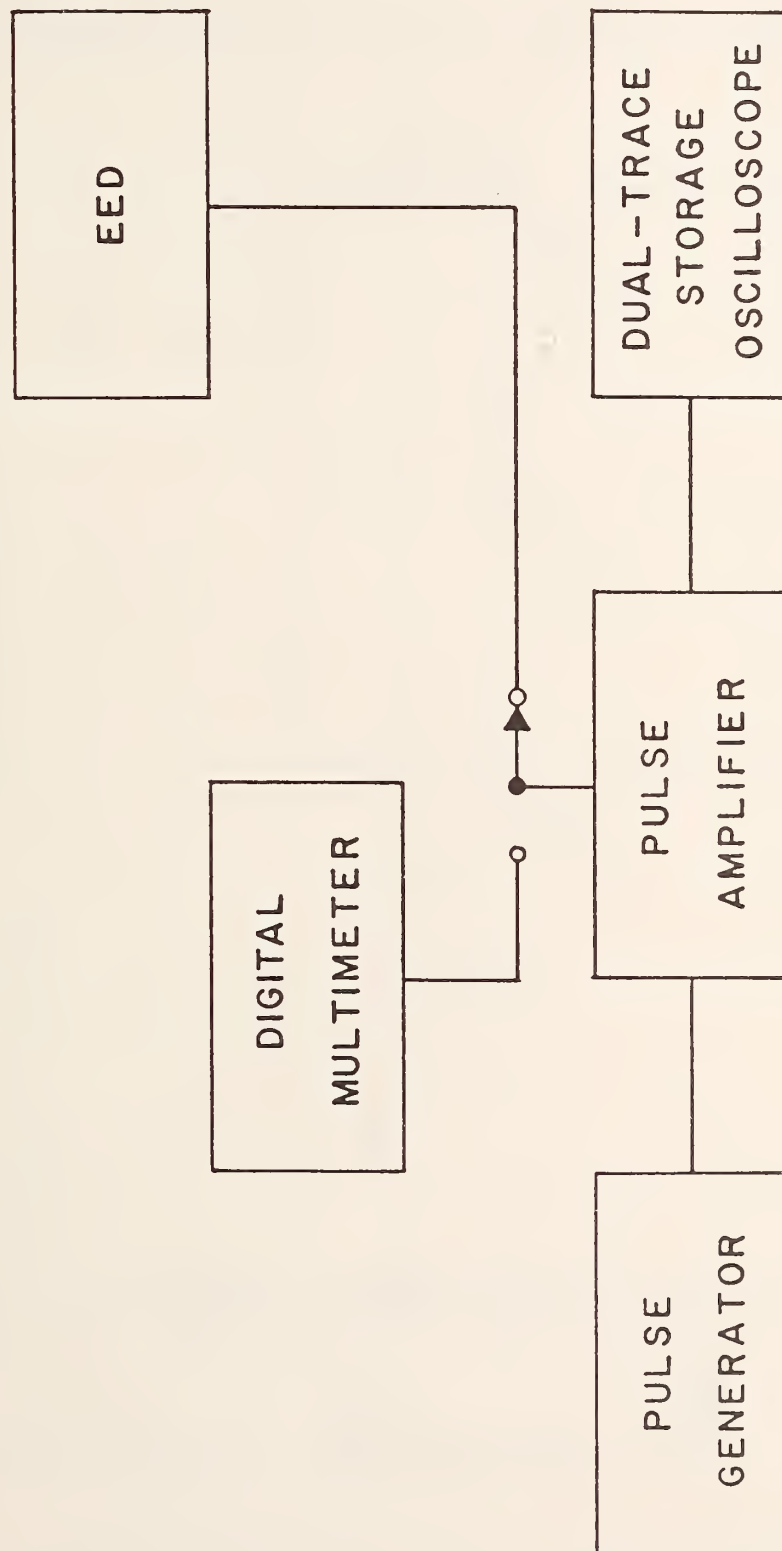 EED
DIGITAL
MULTIMETER
DUAL-TRACE
STORAGE
OSCILLOSCOPE
PULSE
AMPLIFIER
PULSE
GENERATOR